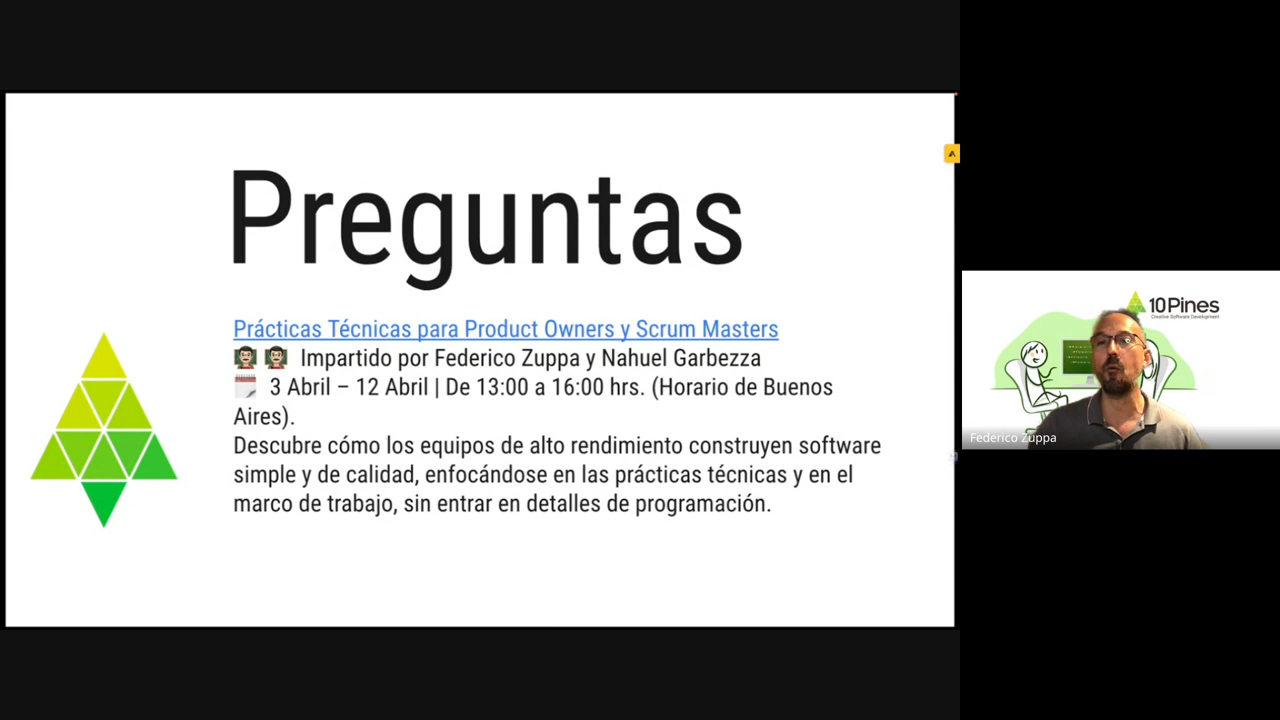 Preguntas
Prácticas Técnicas para Product Owners y Scrum Masters
Impartido por Federico Zuppa y Nahuel Garbezza
3 Abril – 12 Abril | De 13:00 a 16:00 hrs. (Horario de Buenos
Aires).
Descubre cómo los equipos de alto rendimiento construyen software
simple y de calidad, enfocándose en las prácticas técnicas y en el
marco de trabajo, sin entrar en detalles de programación.
10Pines
Creative Software Development
Federico Zuppa